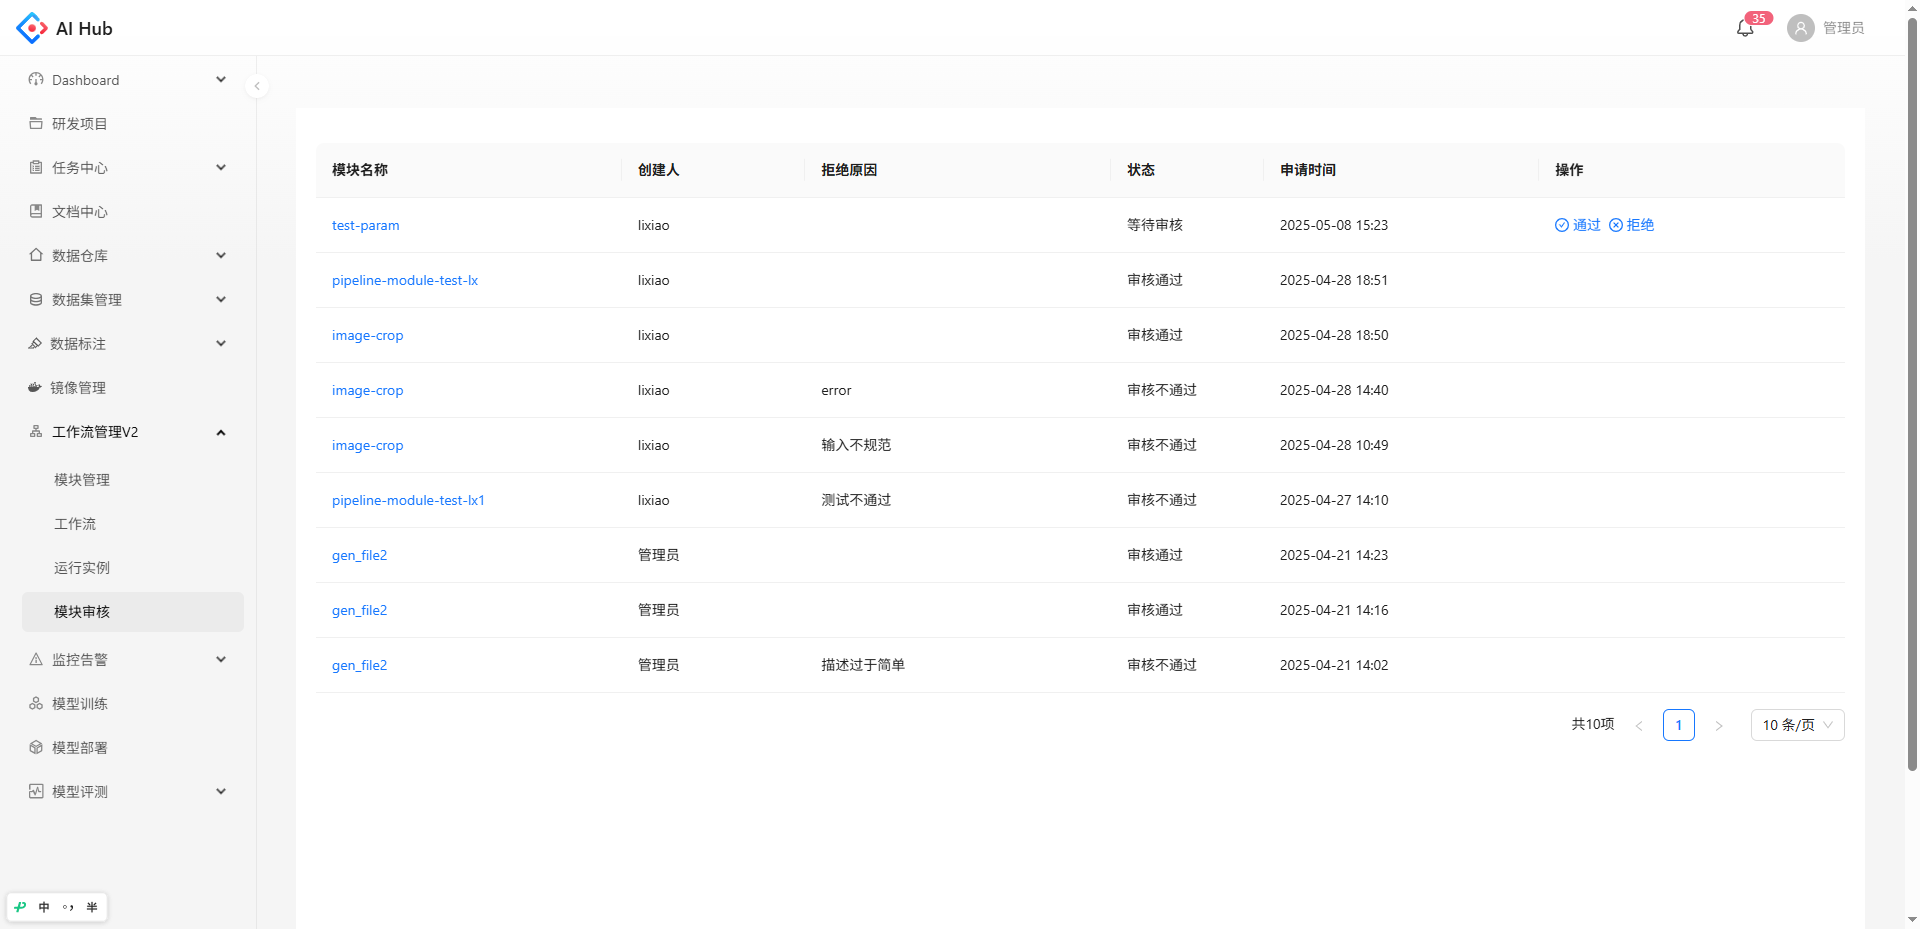 AI Hub
35
管理员
Dashboard
研发项目
任务中心
文档中心
数据仓库
数据集管理
数据标注
镜像管理
工作流管理V2
模块管理
工作流
运行实例
模块审核
监控告警
模型训练
模型部署
模型评测
模块名称 创建人 拒绝原因 状态 申请时间 操作
test-param lixiao 等待审核 2025-05-08 15:23 通过 拒绝
pipeline-module-test-lx lixiao 审核通过 2025-04-28 18:51
image-crop lixiao 审核通过 2025-04-28 18:50
image-crop lixiao error 审核不通过 2025-04-28 14:40
image-crop lixiao 输入不规范 审核不通过 2025-04-28 10:49
pipeline-module-test-lx1 lixiao 测试不通过 审核不通过 2025-04-27 14:10
gen_file2 管理员 审核通过 2025-04-21 14:23
gen_file2 管理员 审核通过 2025-04-21 14:16
gen_file2 管理员 描述过于简单 审核不通过 2025-04-21 14:02
共10项 < 1 > 10 条/页
中 。， 半